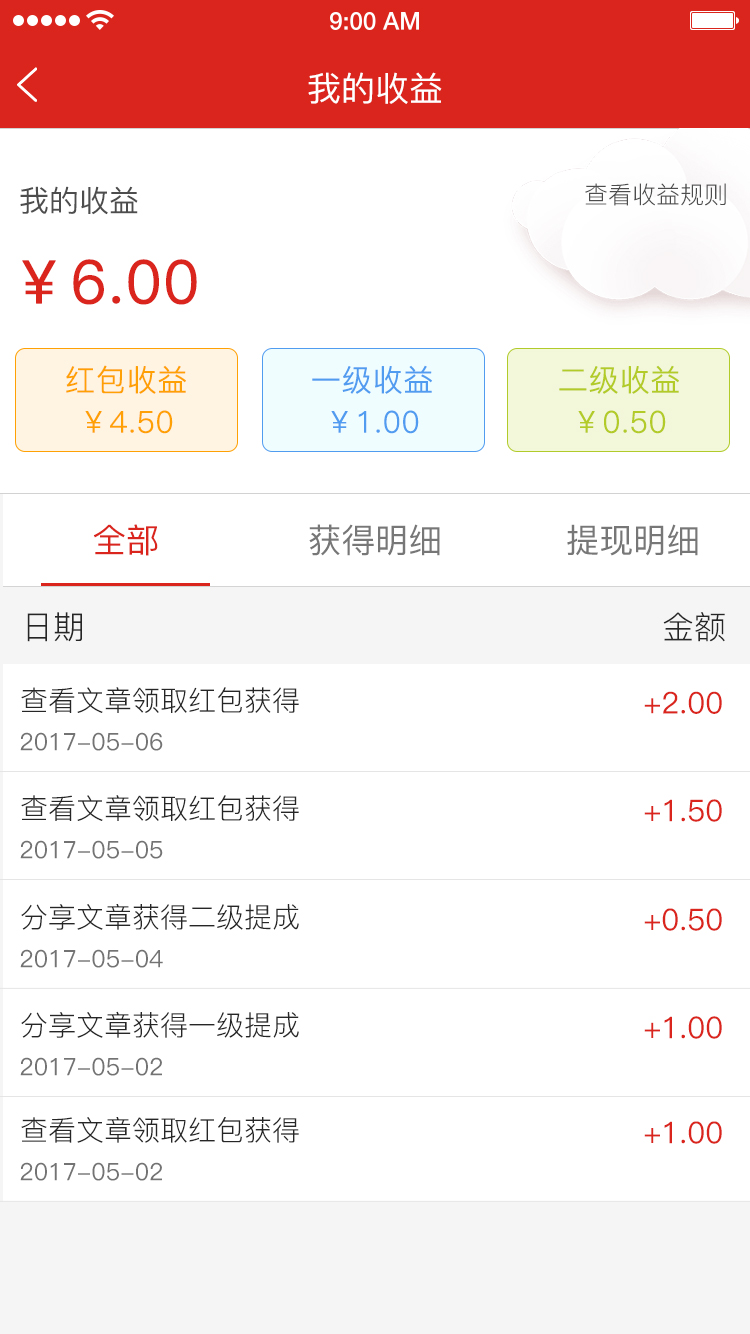 9:00 AM
我的收益
我的收益
查看收益规则
¥ 6.00
红包收益
¥ 4.50
一级收益
¥ 1.00
二级收益
¥ 0.50
全部
获得明细
提现明细
日期
金额
查看文章领取红包获得
+2.00
2017-05-06
查看文章领取红包获得
+1.50
2017-05-05
分享文章获得二级提成
+0.50
2017-05-04
分享文章获得一级提成
+1.00
2017-05-02
查看文章领取红包获得
+1.00
2017-05-02